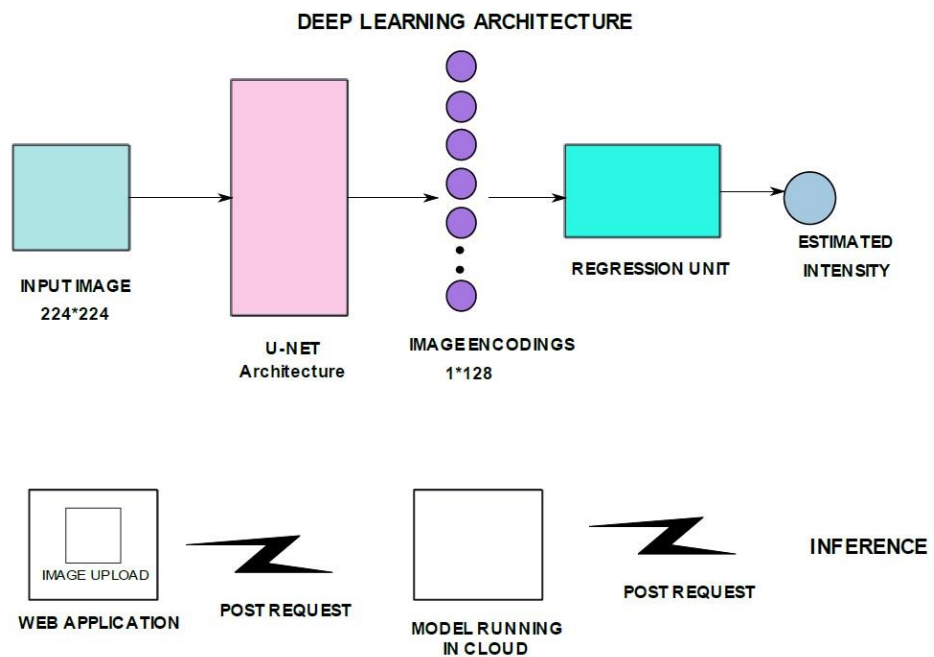 DEEP LEARNING ARCHITECTURE
INPUT IMAGE
224*224
U-NET
Architecture
IMAGE ENCODINGS
1*128
REGRESSION UNIT
ESTIMATED
INTENSITY
IMAGE UPLOAD
WEB APPLICATION
POST REQUEST
MODEL RUNNING
IN CLOUD
POST REQUEST
INFERENCE